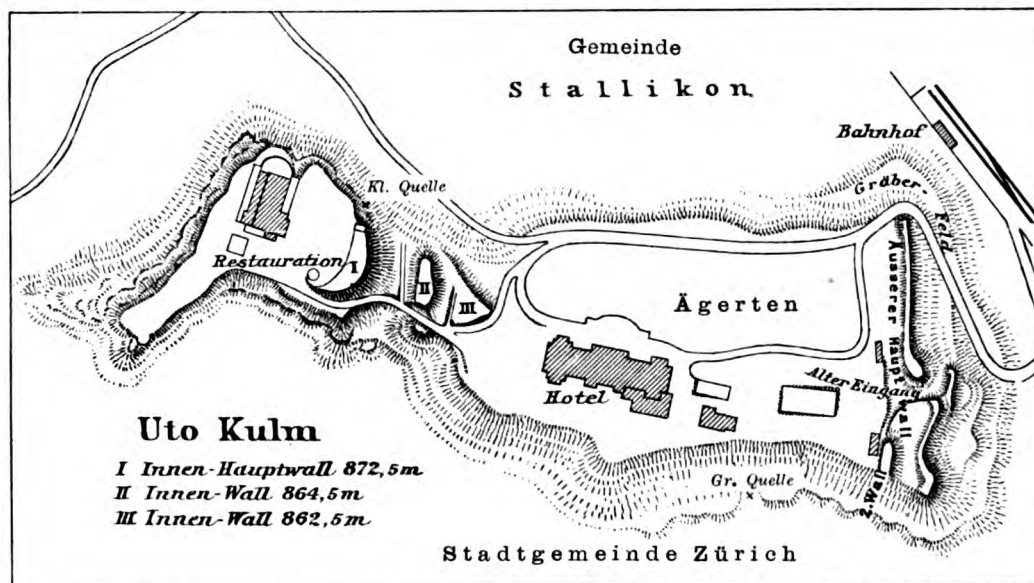 Gemeinde
Stallikon
Bahnhof
Gräber-
Feld
Kl. Quelle
Restauration
I
II
III
Ägerten
Äusserer Haupt wall
Alter Eingang
Hotel
2. Wall
Gr. Quelle
Uto Kulm
I Innen-Hauptwall 872,5m
II Innen-Wall 864,5m
III Innen-Wall 862,5m
Stadtgemeinde Zürich